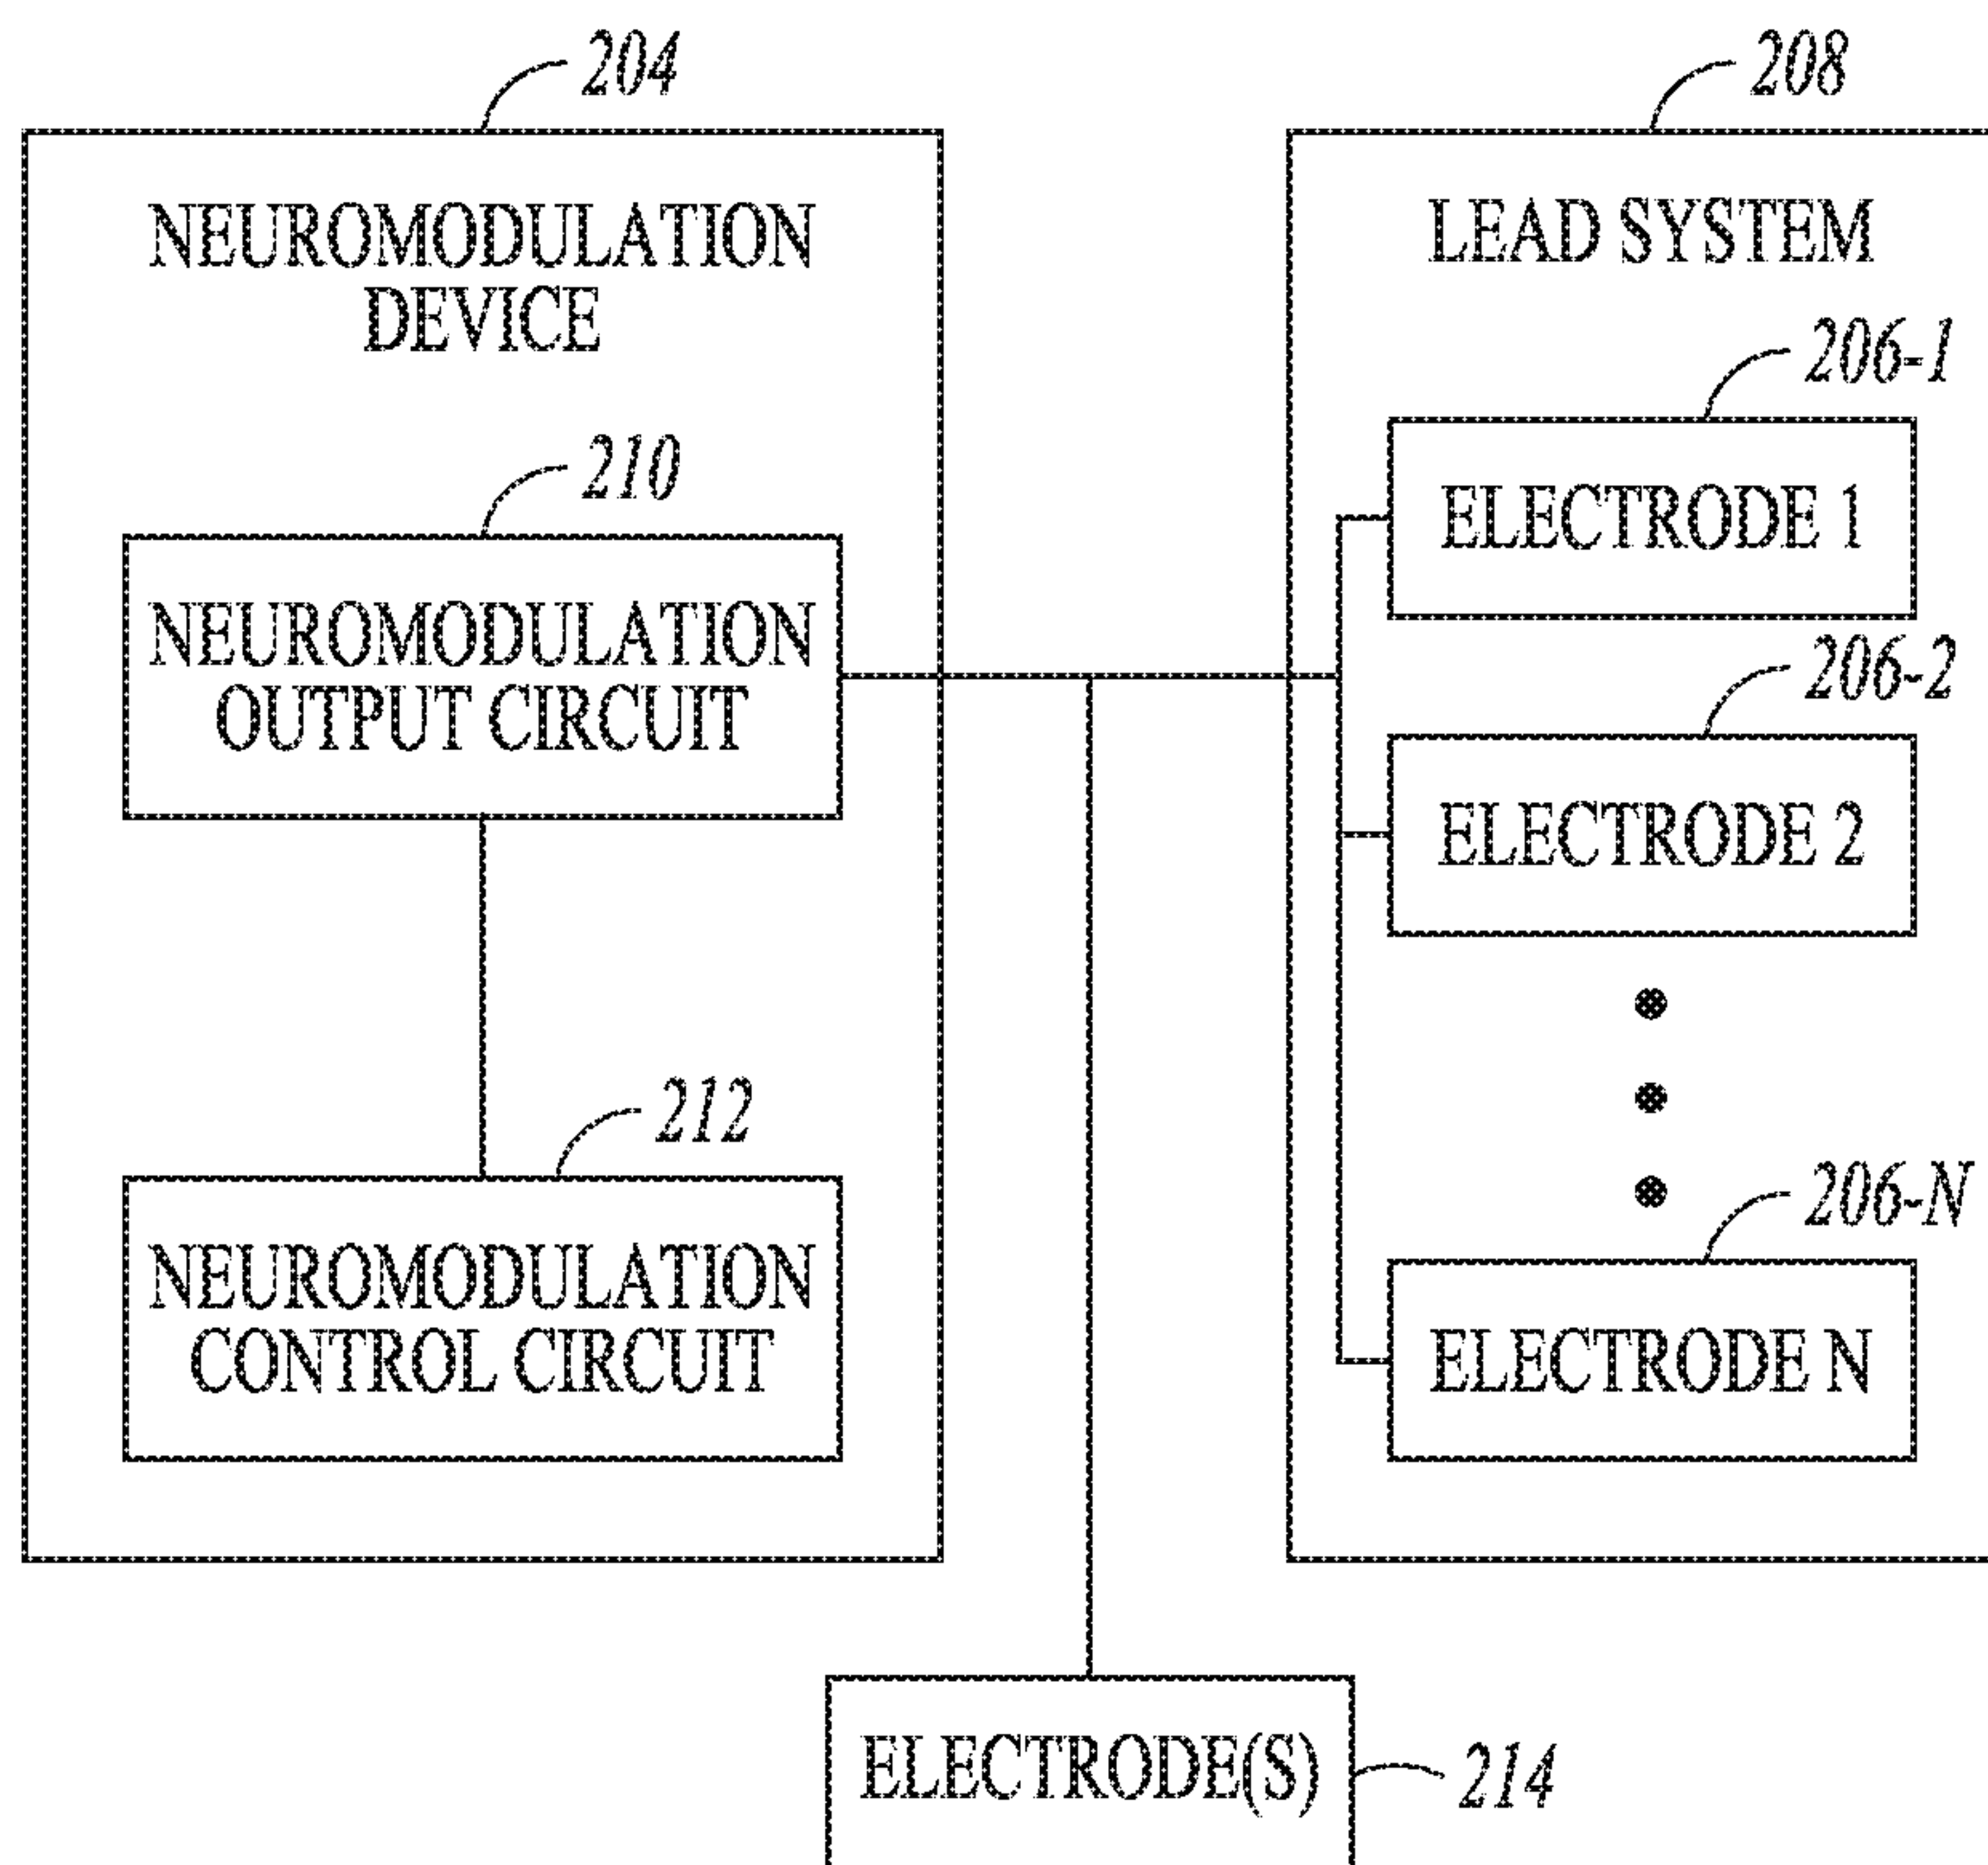 204
NEUROMODULATION
DEVICE
210
NEUROMODULATION
OUTPUT CIRCUIT
212
NEUROMODULATION
CONTROL CIRCUIT
208
LEAD SYSTEM
206-1
ELECTRODE 1
206-2
ELECTRODE 2
206-N
ELECTRODE N
ELECTRODE(S)
214